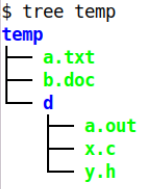 $ tree temp
temp
├── a.txt
├── b.doc
├── d
    ├── a.out
    ├── x.c
    └── y.h